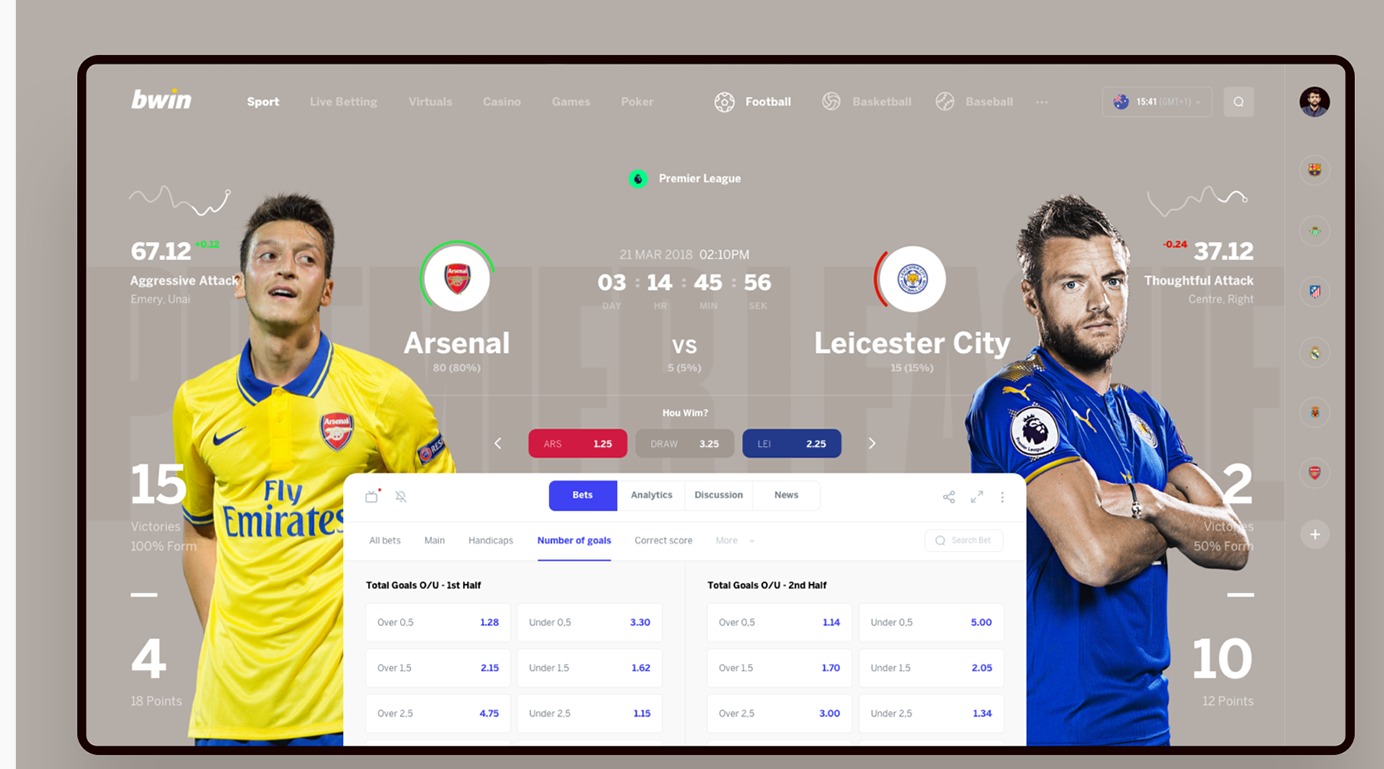 bwin
Sport Live Betting Virtuals Casino Games Poker Football Basketball Baseball ··· 15:41 (GMT+1)
Premier League
67.12 +0.12
Aggressive Attack
Emery, Unai
21 MAR 2018 02:10PM
03 : 14 : 45 : 56
DAY HR MIN SEK
-0.24 37.12
Thoughtful Attack
Centre, Right
Arsenal
Arsenal
80 (80%)
VS
5 (5%)
Leicester City
15 (15%)
PREMIER LEAGUE
Hou Wim?
ARS 1.25 DRAW 3.25 LEI 2.25
Arsenal
Premier League
Fly
Emirates
15
Victories
100% Form
4
18 Points
2
Victories
50% Form
10
12 Points
Bets Analytics Discussion News
All bets Main Handicaps Number of goals Correct score More Search Bet
Total Goals O/U - 1st Half
Over 0,5 1.28 Under 0,5 3.30
Over 1,5 2.15 Under 1,5 1.62
Over 2,5 4.75 Under 2,5 1.15
Total Goals O/U - 2nd Half
Over 0,5 1.14 Under 0,5 5.00
Over 1,5 1.70 Under 1,5 2.05
Over 2,5 3.00 Under 2,5 1.34